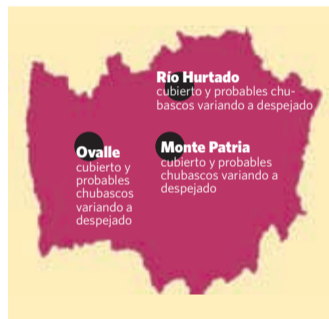 Río Hurtado
cubierto y probables chu-
bascos variando a despejado
Ovalle
cubierto y
probables
chubascos
variando a
despejado
Monte Patria
cubierto y probables
chubascos variando a
despejado